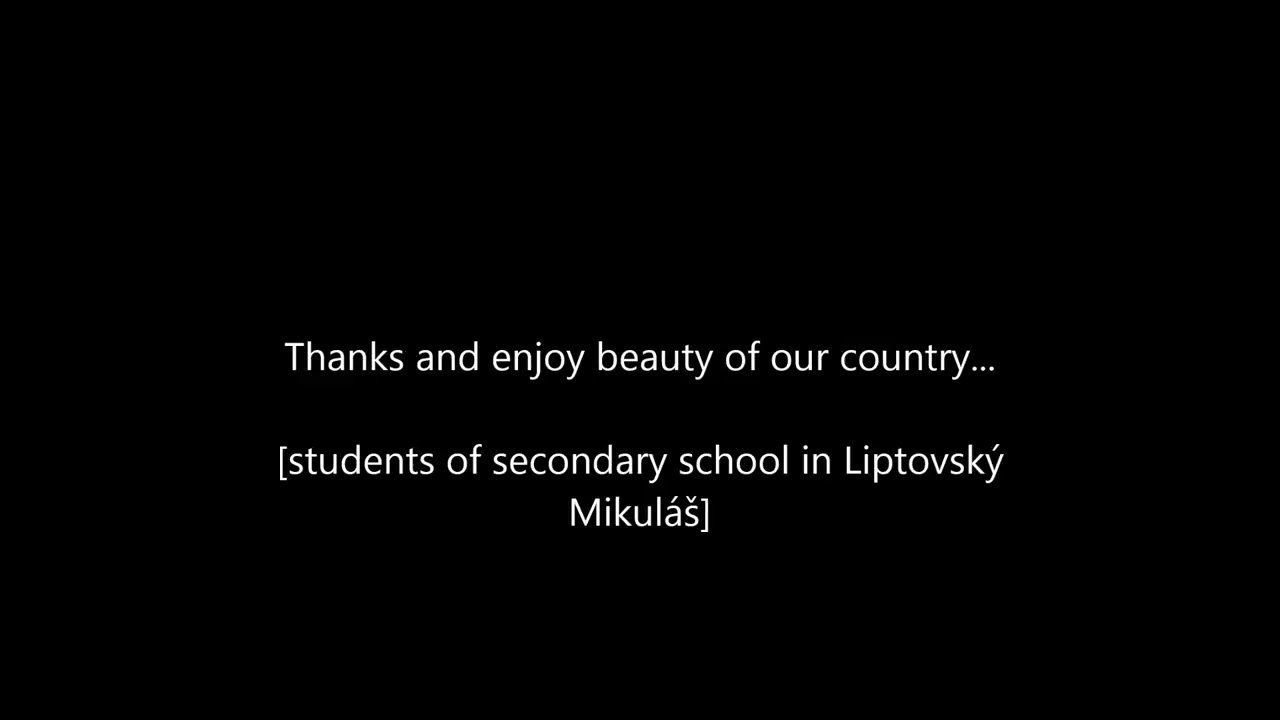 Thanks and enjoy beauty of our country...
[students of secondary school in Liptovský
Mikuláš]